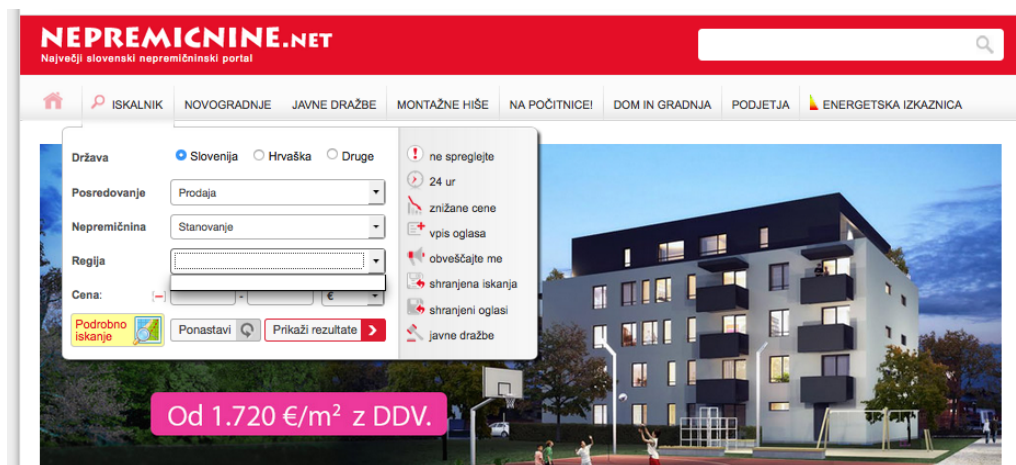 NEPREMICNINE.NET
Največji slovenski nepremičninski portal
ISKALNIK NOVOGRADNJE JAVNE DRAŽBE MONTAŽNE HIŠE NA POČITNICE! DOM IN GRADNJA PODJETJA ENERGETSKA IZKAZNICA
Država Slovenija Hrvaška Druge
Posredovanje Prodaja
Nepremičnina Stanovanje
Regija
Cena: - €
Podrobno iskanje Ponastavi Prikaži rezultate
ne spreglejte
24 ur
znižane cene
vpis oglasa
obveščajte me
shranjena iskanja
shranjeni oglasi
javne dražbe
Od 1.720 €/m² z DDV.